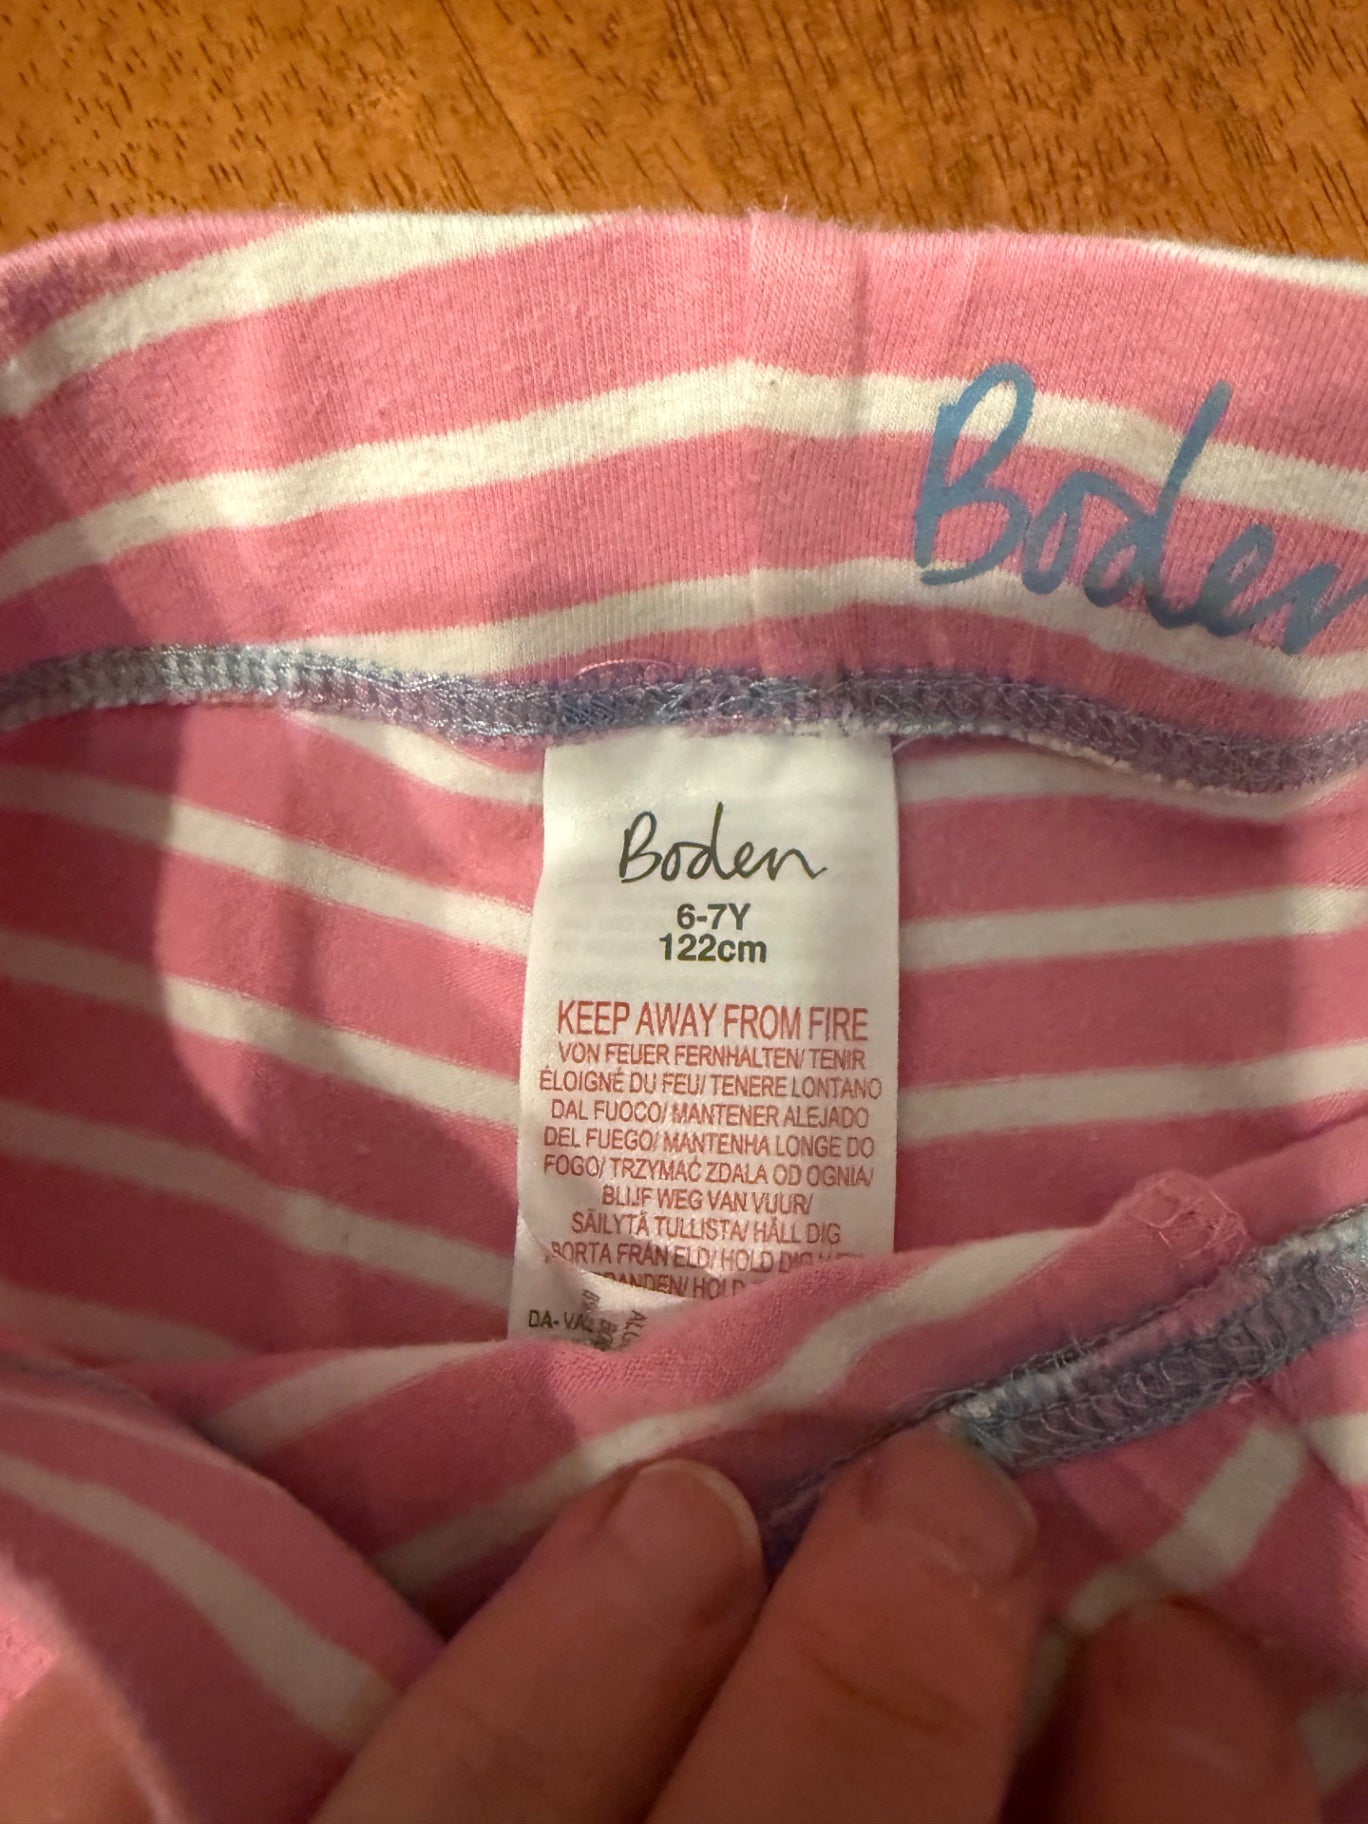 Boden
Boden
6-7Y
122cm
KEEP AWAY FROM FIRE
VON FEUER FERNHALTEN/ TENIR
ÉLOIGNÉ DU FEU/ TENERE LONTANO
DAL FUOCO/ MANTENER ALEJADO
DEL FUEGO/ MANTENHA LONGE DO
FOGO/ TRZYMAĆ ZDALA OD OGNIA/
BLIJF WEG VAN VUUR/
SÄILYTÄ TULLISTA/ HÅLL DIG
BORTA FRÅN ELD/ HOLD
HOLD